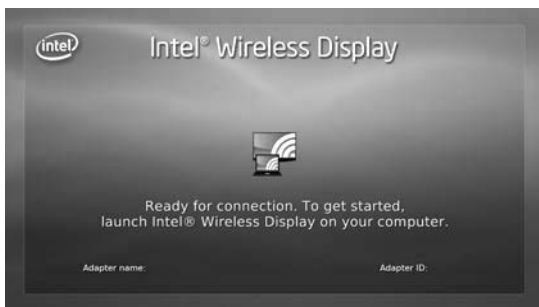 intel
Intel® Wireless Display
Ready for connection. To get started,
launch Intel® Wireless Display on your computer.
Adapter name:
Adapter ID: